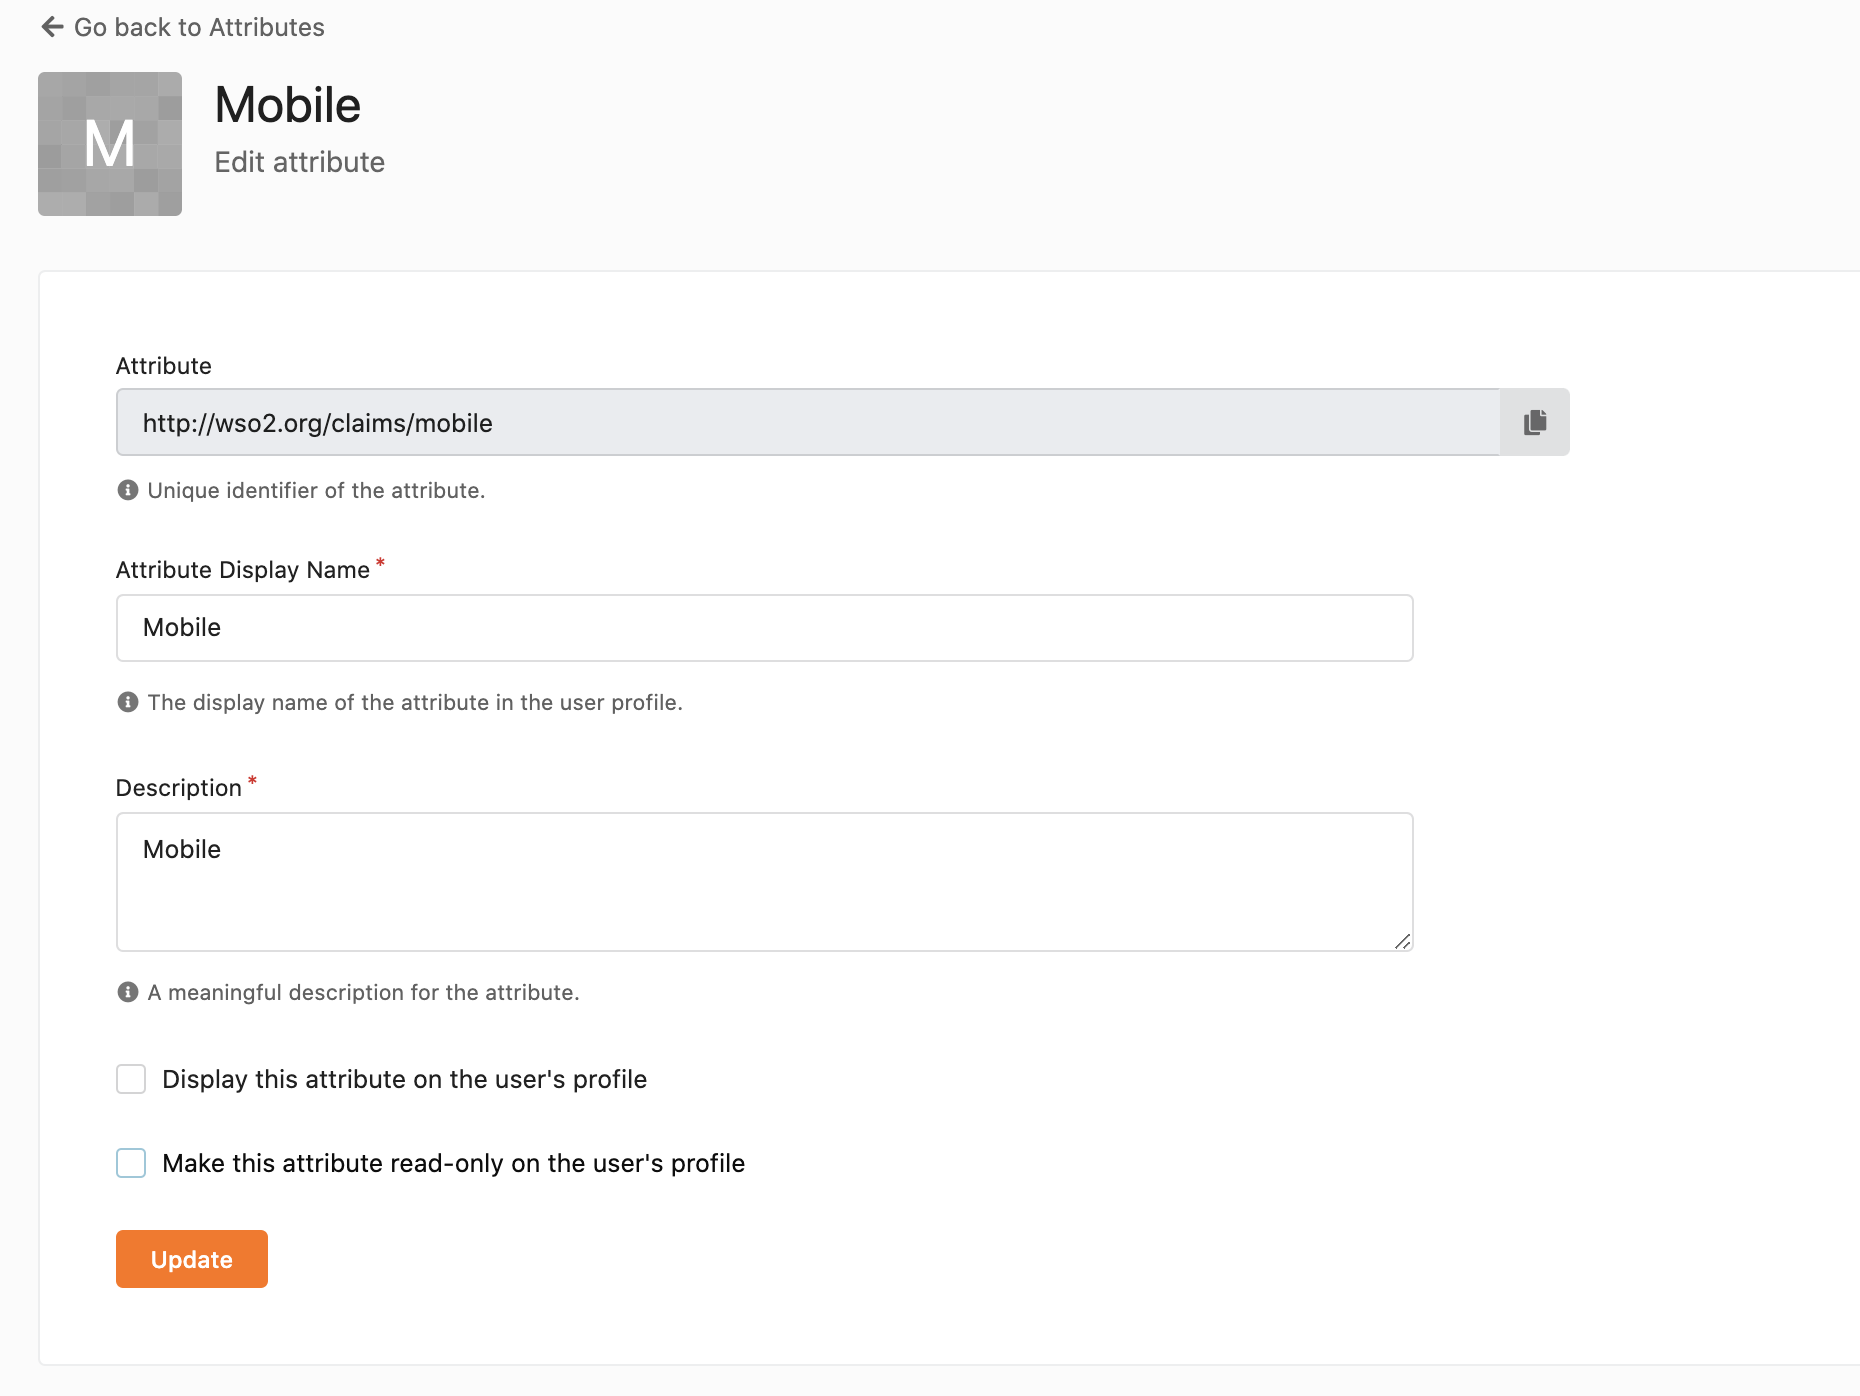 Go back to Attributes
M
Mobile
Edit attribute
Attribute
http://wso2.org/claims/mobile
Unique identifier of the attribute.
Attribute Display Name *
Mobile
The display name of the attribute in the user profile.
Description *
Mobile
A meaningful description for the attribute.
Display this attribute on the user's profile
Make this attribute read-only on the user's profile
Update